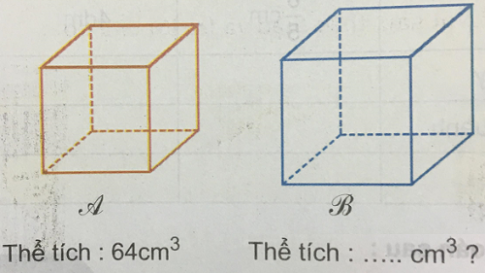 A B
Thể tích : 64cm³ Thể tích : ..... cm³ ?